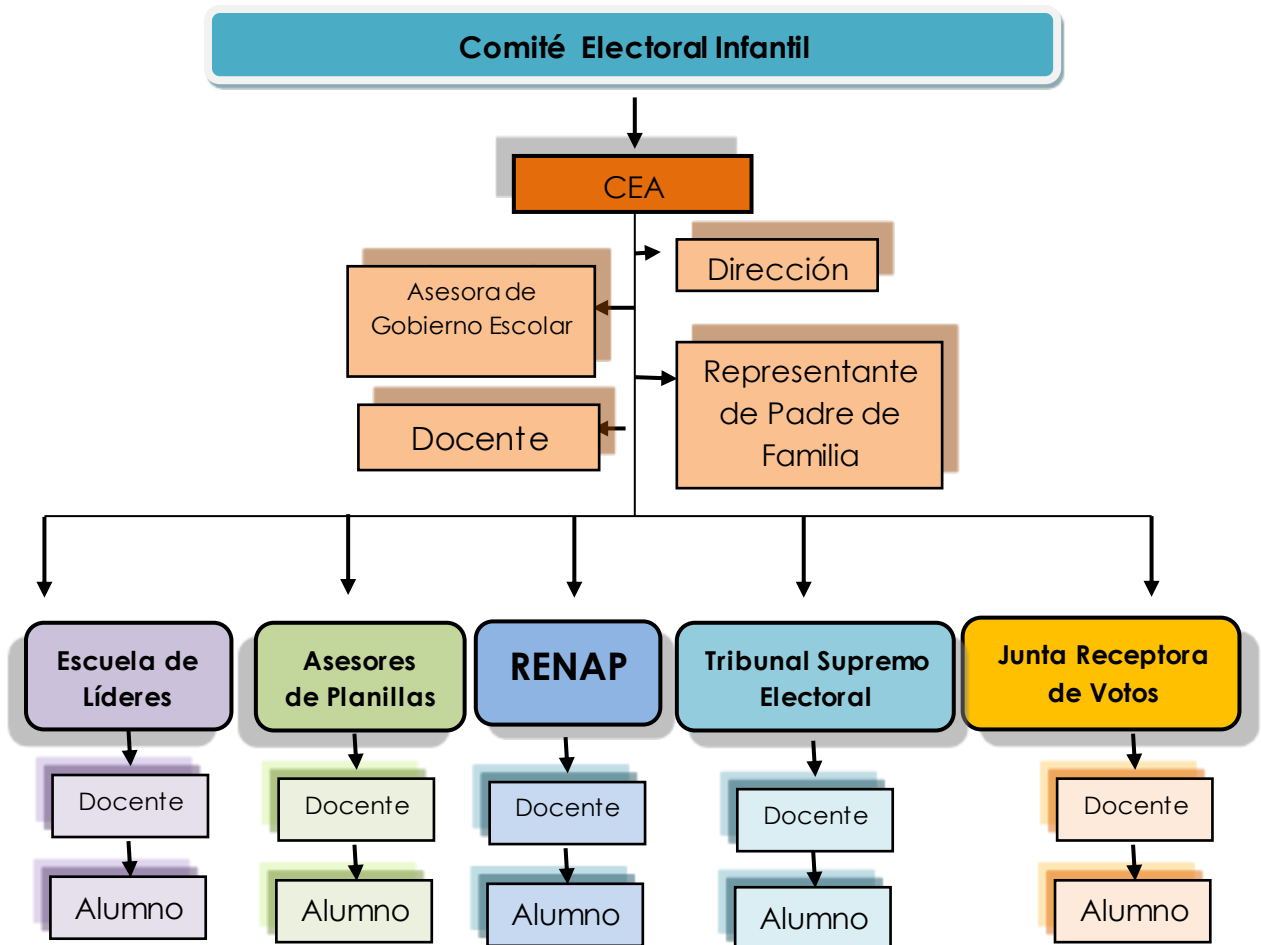 Comité Electoral Infantil
CEA
Dirección
Asesora de
Gobierno Escolar
Representante
de Padre de
Familia
Docente
Escuela de
Líderes
Asesores
de Planillas
RENAP
Tribunal Supremo
Electoral
Junta Receptora
de Votos
Docente
Docente
Docente
Docente
Docente
Alumno
Alumno
Alumno
Alumno
Alumno